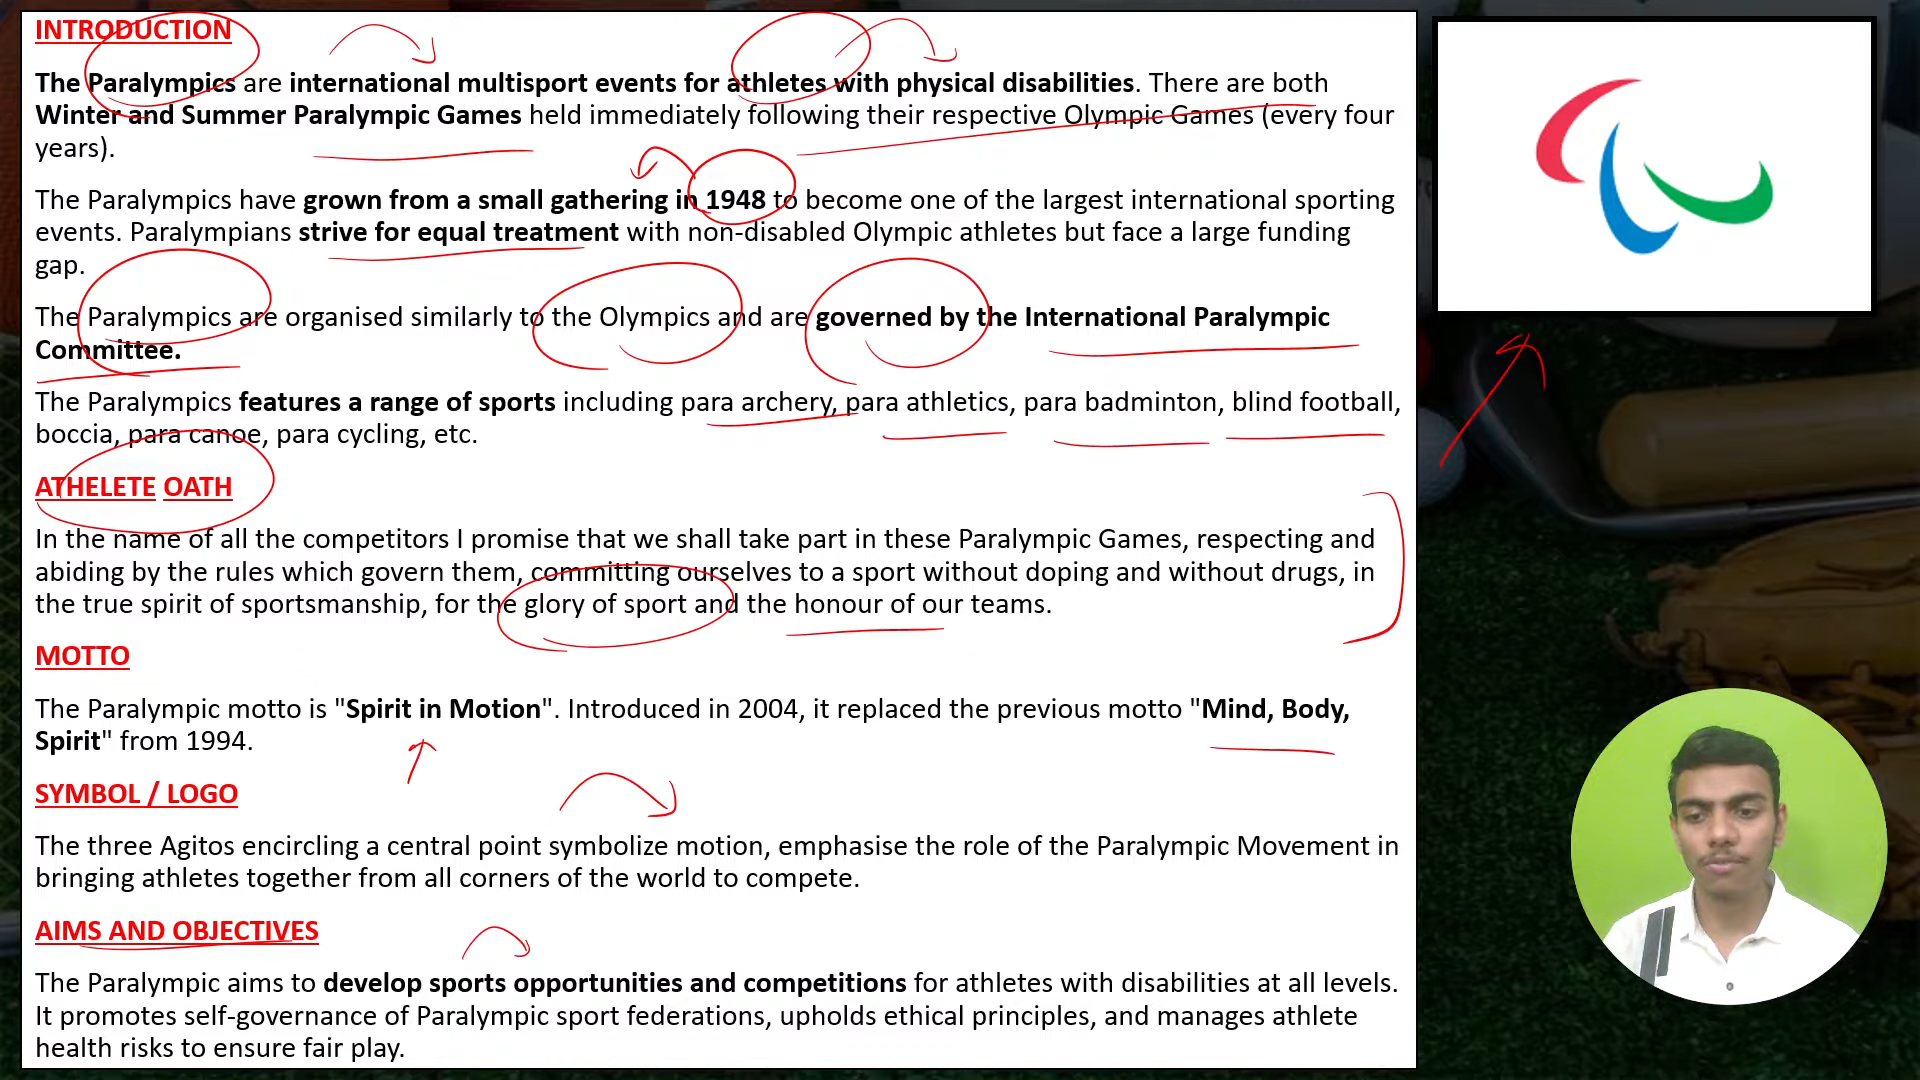 INTRODUCTION
The Paralympics are international multisport events for athletes with physical disabilities. There are both
Winter and Summer Paralympic Games held immediately following their respective Olympic Games (every four
years).
The Paralympics have grown from a small gathering in 1948 to become one of the largest international sporting
events. Paralympians strive for equal treatment with non-disabled Olympic athletes but face a large funding
gap.
The Paralympics are organised similarly to the Olympics and are governed by the International Paralympic
Committee.
The Paralympics features a range of sports including para archery, para athletics, para badminton, blind football,
boccia, para canoe, para cycling, etc.
ATHELETE OATH
In the name of all the competitors I promise that we shall take part in these Paralympic Games, respecting and
abiding by the rules which govern them, committing ourselves to a sport without doping and without drugs, in
the true spirit of sportsmanship, for the glory of sport and the honour of our teams.
MOTTO
The Paralympic motto is "Spirit in Motion". Introduced in 2004, it replaced the previous motto "Mind, Body,
Spirit" from 1994.
SYMBOL / LOGO
The three Agitos encircling a central point symbolize motion, emphasise the role of the Paralympic Movement in
bringing athletes together from all corners of the world to compete.
AIMS AND OBJECTIVES
The Paralympic aims to develop sports opportunities and competitions for athletes with disabilities at all levels.
It promotes self-governance of Paralympic sport federations, upholds ethical principles, and manages athlete
health risks to ensure fair play.